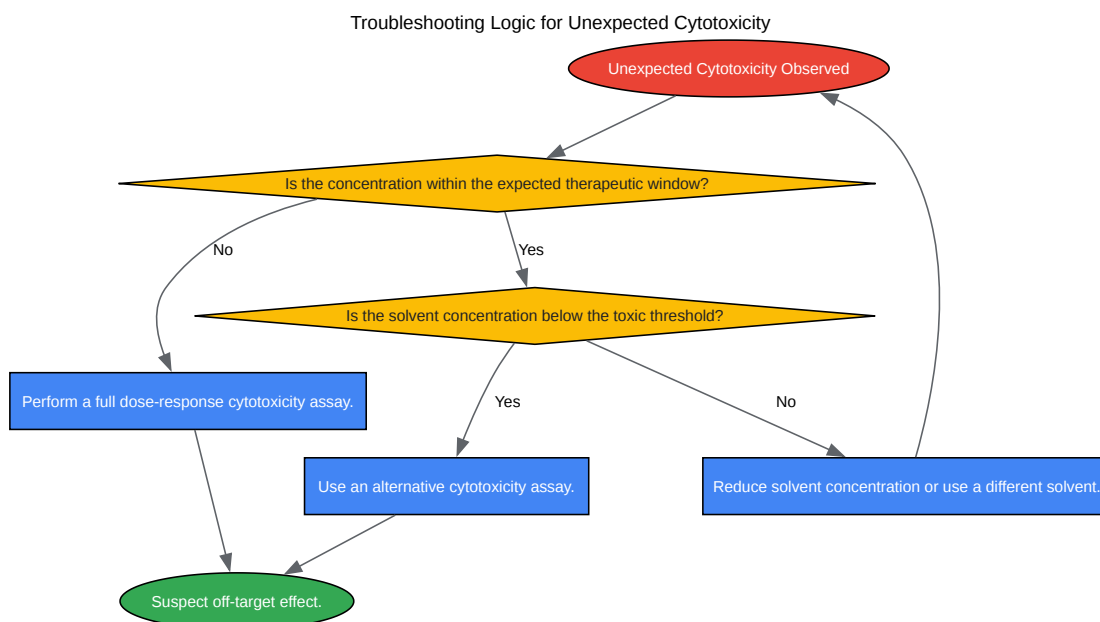 Troubleshooting Logic for Unexpected Cytotoxicity
Unexpected Cytotoxicity Observed
Is the concentration within the expected therapeutic window?
No
Yes
Is the solvent concentration below the toxic threshold?
Perform a full dose-response cytotoxicity assay.
Yes
No
Use an alternative cytotoxicity assay.
Reduce solvent concentration or use a different solvent.
Suspect off-target effect.